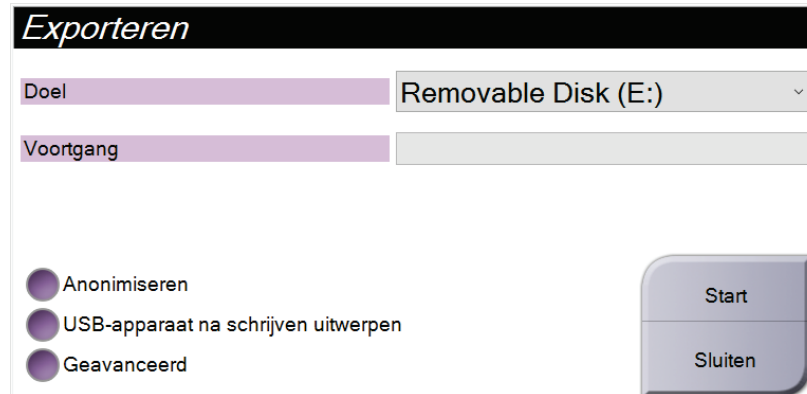 Exporteren
Doel
Removable Disk (E:)
Voortgang
Anonimiseren
USB-apparaat na schrijven uitwerpen
Geavanceerd
Start
Sluiten